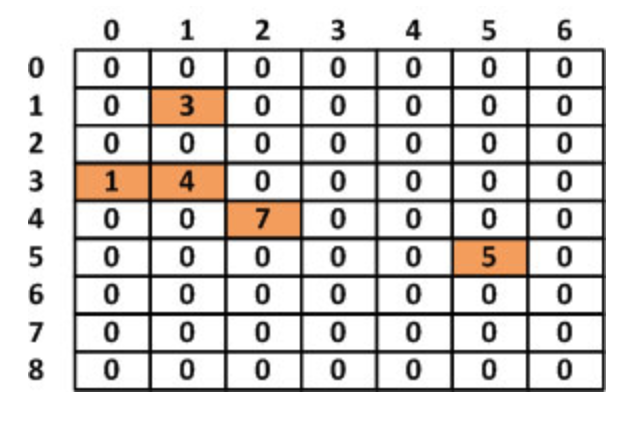 0 1 2 3 4 5 6
0 0 0 0 0 0 0 0
1 0 3 0 0 0 0 0
2 0 0 0 0 0 0 0
3 1 4 0 0 0 0 0
4 0 0 7 0 0 0 0
5 0 0 0 0 0 5 0
6 0 0 0 0 0 0 0
7 0 0 0 0 0 0 0
8 0 0 0 0 0 0 0